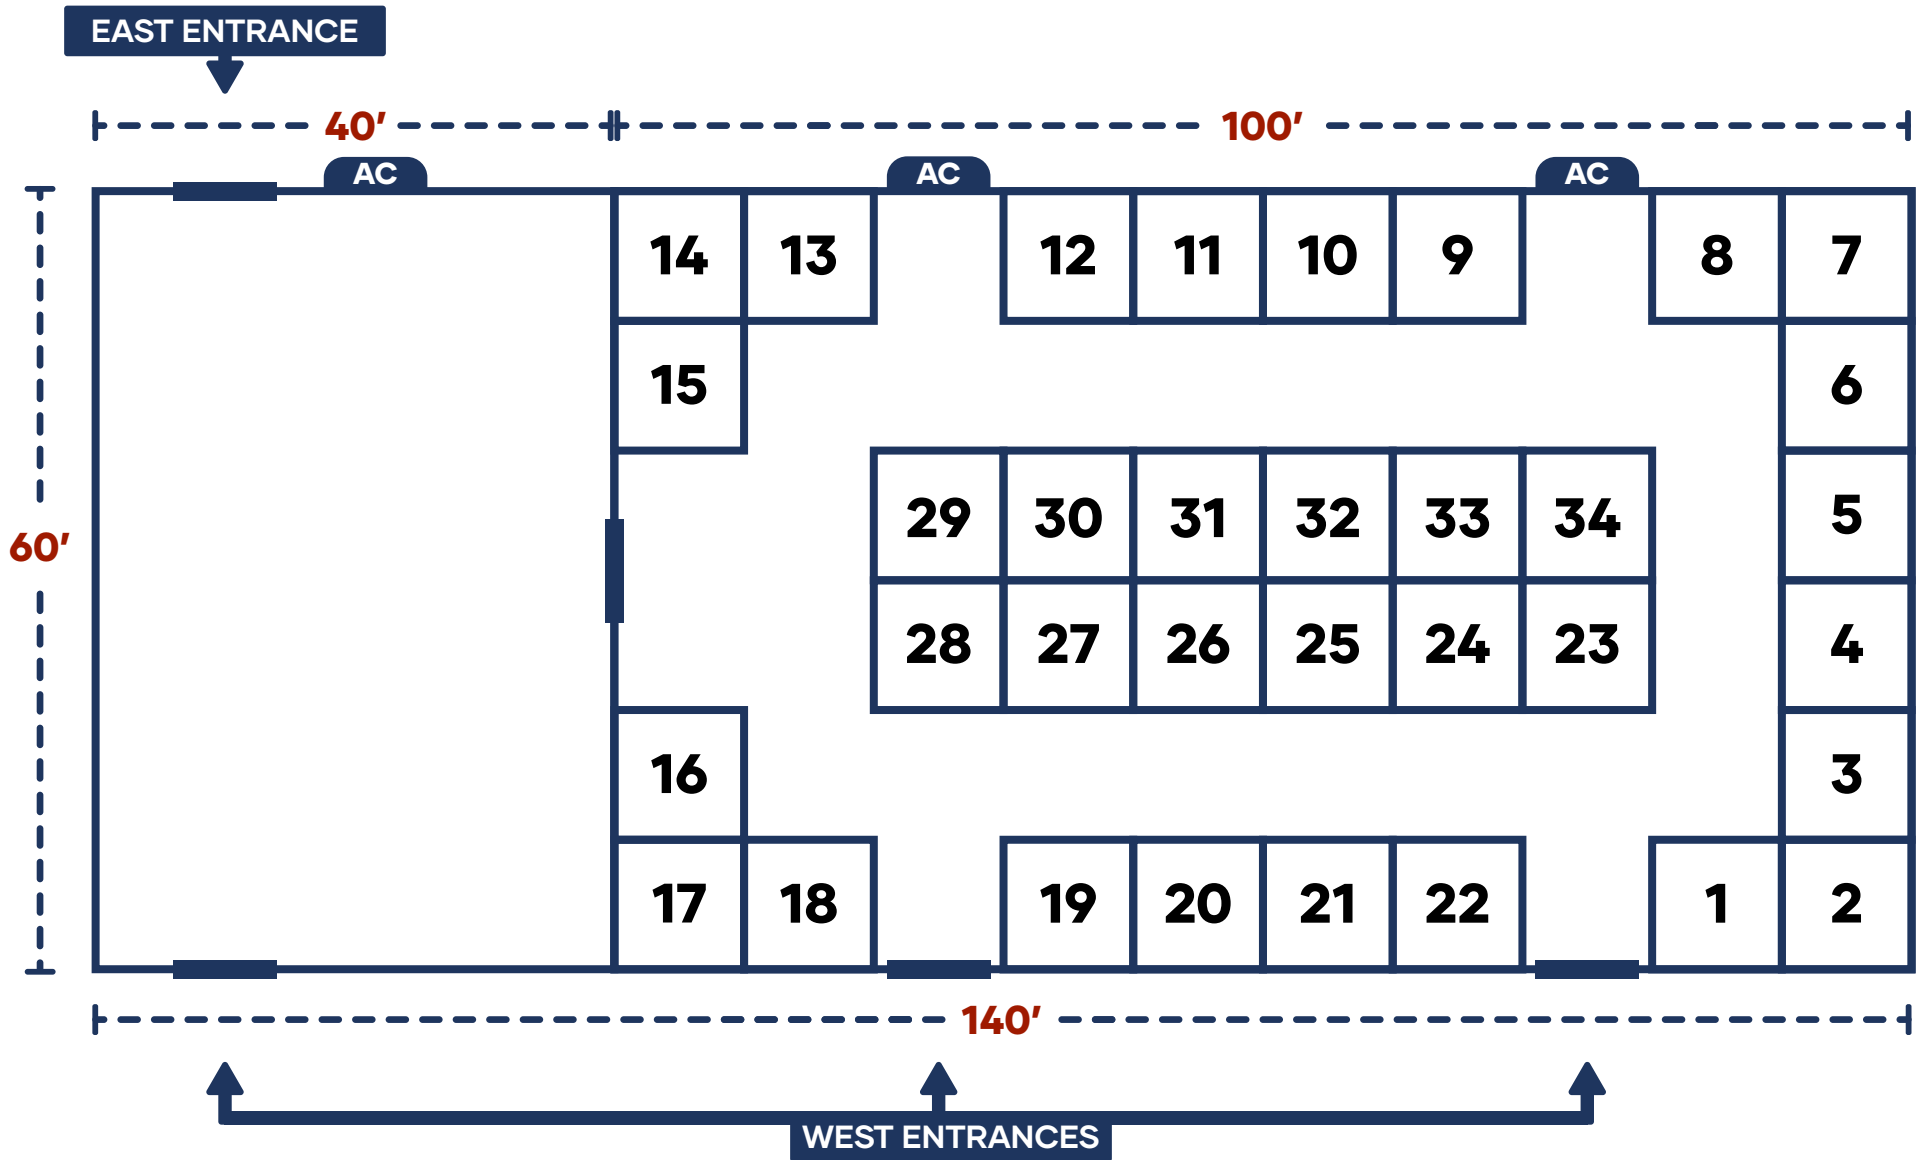 EAST ENTRANCE
40′ 100′
AC AC AC
14 13 12 11 10 9 8 7
15 6
29 30 31 32 33 34 5
60′
28 27 26 25 24 23 4
16 3
17 18 19 20 21 22 1 2
140′
WEST ENTRANCES